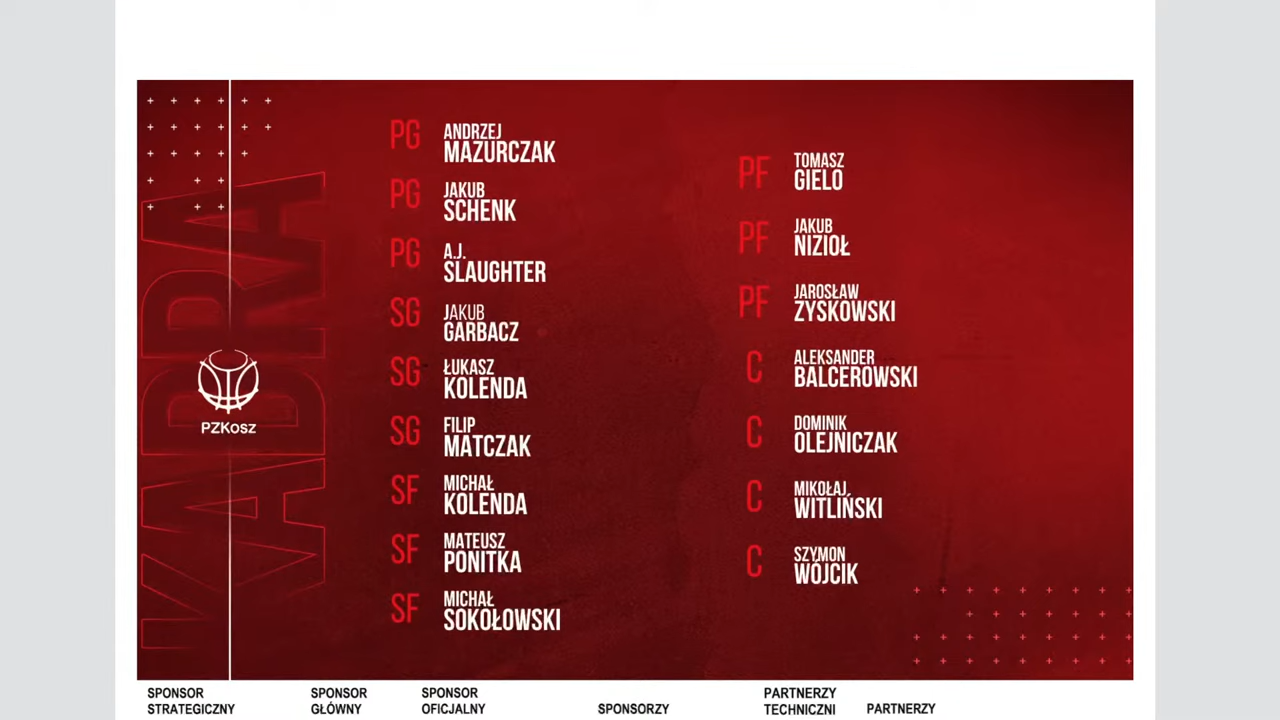 KADRA
PZKosz
PG
ANDRZEJ
MAZURCZAK
PG
JAKUB
SCHENK
PG
A.J.
SLAUGHTER
SG
JAKUB
GARBACZ
SG
ŁUKASZ
KOLENDA
SG
FILIP
MATCZAK
SF
MICHAŁ
KOLENDA
SF
MATEUSZ
PONITKA
SF
MICHAŁ
SOKOŁOWSKI
PF
TOMASZ
GIELO
PF
JAKUB
NIZIOŁ
PF
JAROSŁAW
ZYSKOWSKI
C
ALEKSANDER
BALCEROWSKI
C
DOMINIK
OLEJNICZAK
C
MIKOŁAJ
WITLIŃSKI
C
SZYMON
WÓJCIK
SPONSOR
STRATEGICZNY
SPONSOR
GŁÓWNY
SPONSOR
OFICJALNY
SPONSORZY
PARTNERZY
TECHNICZNI
PARTNERZY